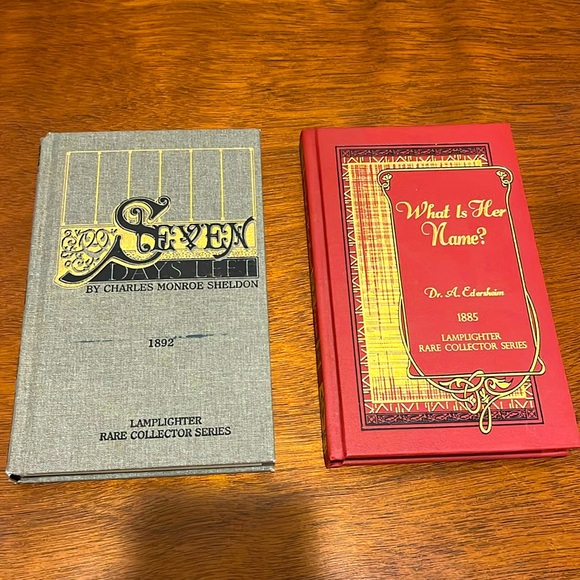 SEVEN
DAYS LEFT
BY CHARLES MONROE SHELDON
1892
LAMPLIGHTER
RARE COLLECTOR SERIES
What Is Her
Name?
Dr. A. Edersheim
1885
LAMPLIGHTER
RARE COLLECTOR SERIES